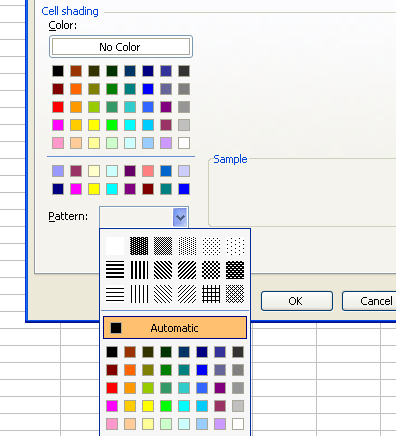 Cell shading
Color:
No Color
Sample
Pattern:
OK
Cancel
Automatic